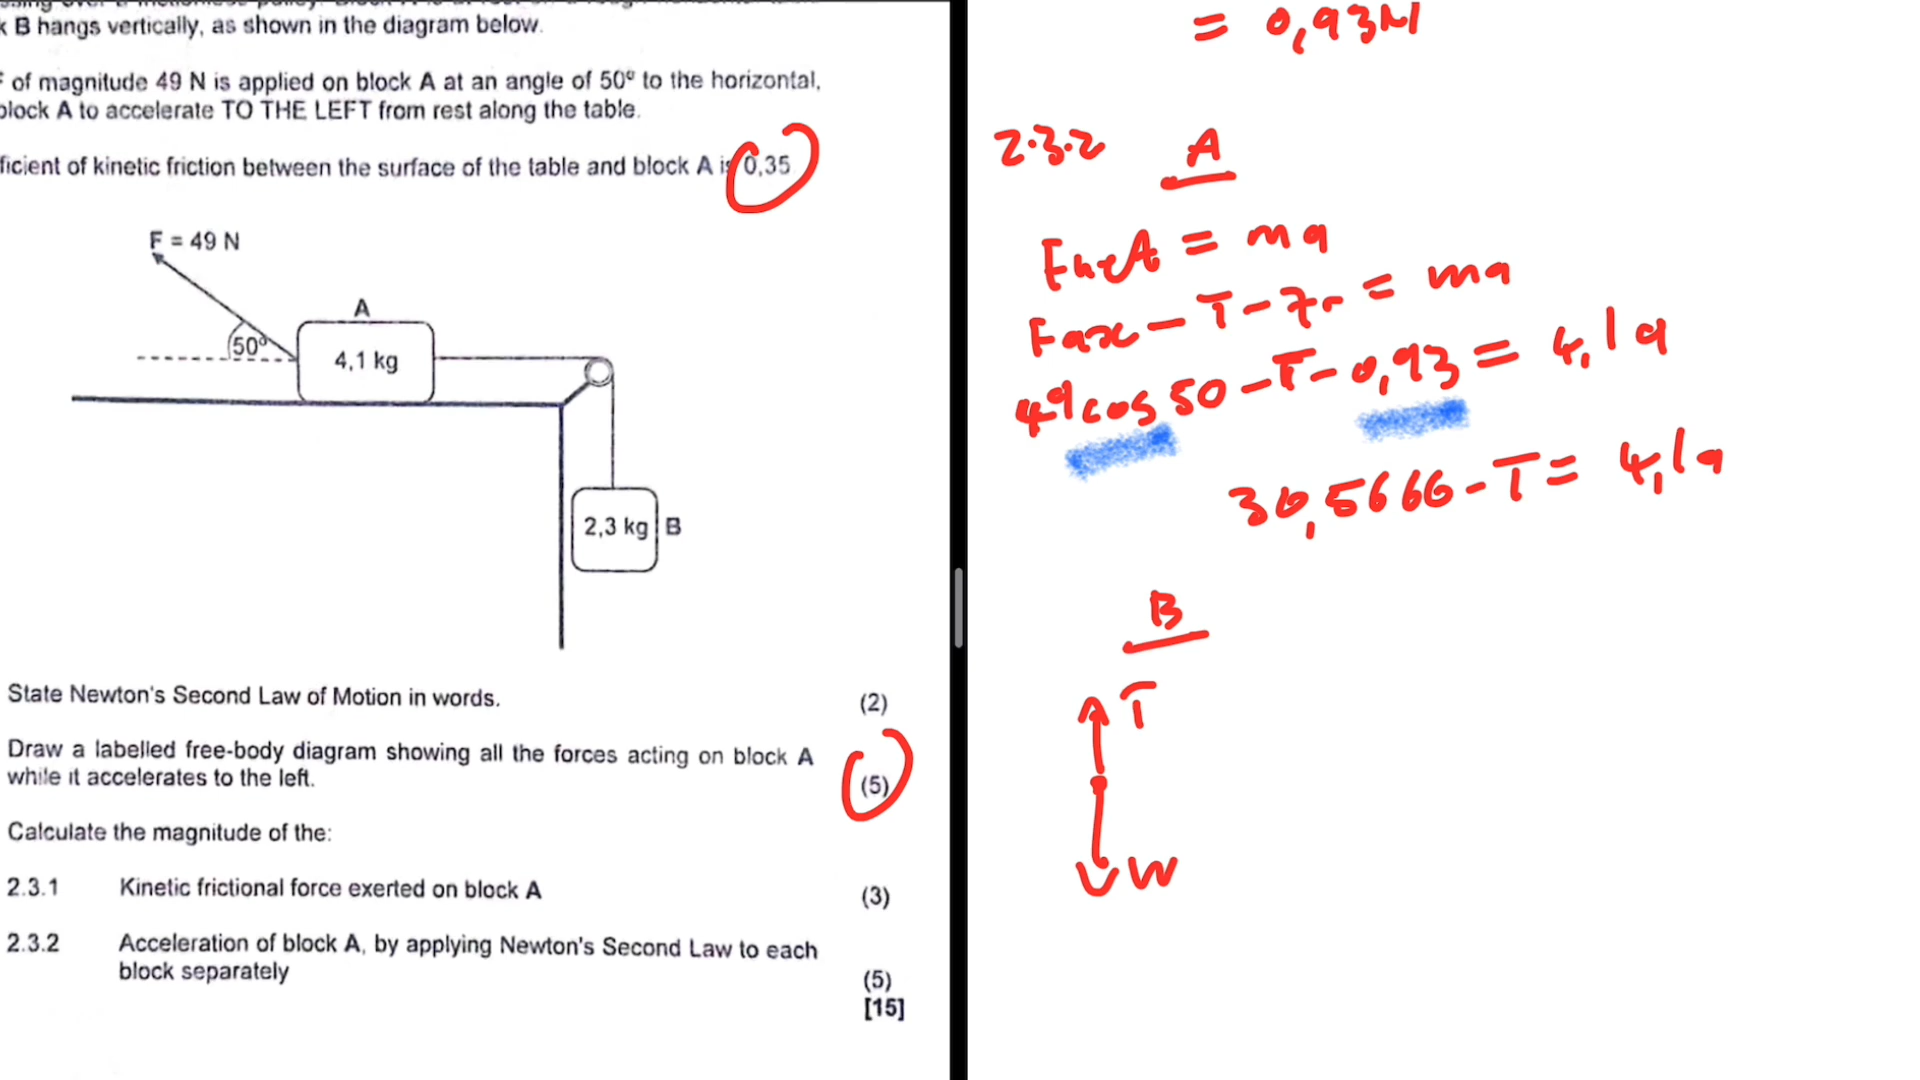 B hangs vertically, as shown in the diagram below.
of magnitude 49 N is applied on block A at an angle of 50º to the horizontal,
block A to accelerate TO THE LEFT from rest along the table.
ficient of kinetic friction between the surface of the table and block A is 0,35
F = 49 N
A
50º
4,1 kg
2,3 kg B
State Newton's Second Law of Motion in words. (2)
Draw a labelled free-body diagram showing all the forces acting on block A
while it accelerates to the left. (5)
Calculate the magnitude of the:
2.3.1 Kinetic frictional force exerted on block A (3)
2.3.2 Acceleration of block A, by applying Newton's Second Law to each
block separately (5)
[15]
= 0,93N
2.3.2 A
FnetA = ma
Fax - T - fr = ma
49cos50 - T - 0,93 = 4,1a
30,5666 - T = 4,1a
B
T
W